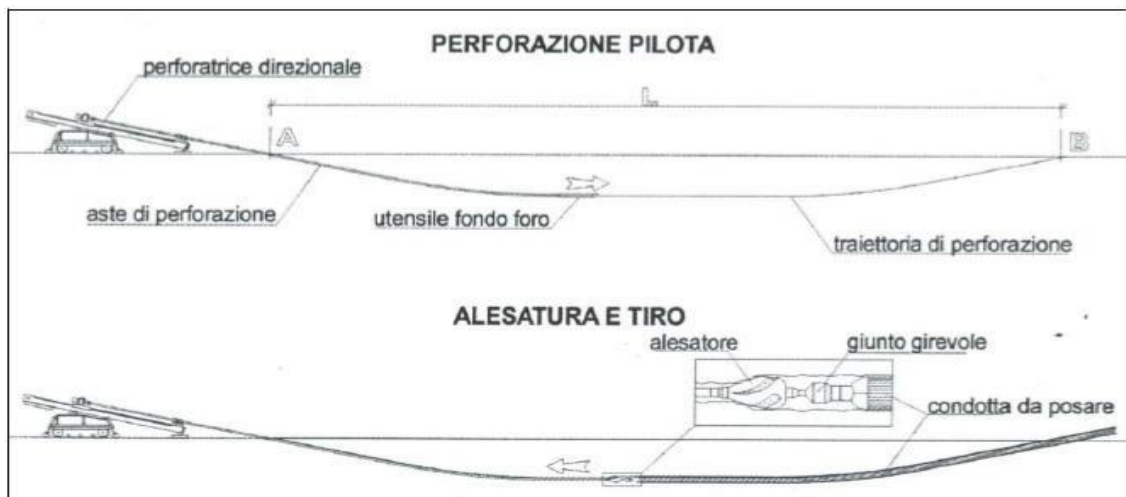 PERFORAZIONE PILOTA
perforatrice direzionale
L
A
B
aste di perforazione
utensile fondo foro
traiettoria di perforazione
ALESATURA E TIRO
alesatore
giunto girevole
condotta da posare